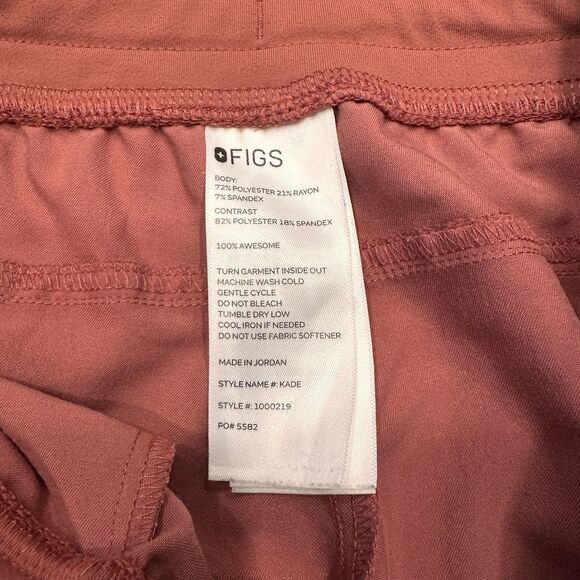 FIGS
BODY:
72% POLYESTER 21% RAYON
7% SPANDEX
CONTRAST
82% POLYESTER 18% SPANDEX
100% AWESOME
TURN GARMENT INSIDE OUT
MACHINE WASH COLD
GENTLE CYCLE
DO NOT BLEACH
TUMBLE DRY LOW
COOL IRON IF NEEDED
DO NOT USE FABRIC SOFTENER
MADE IN JORDAN
STYLE NAME #: KADE
STYLE #: 1000219
PO# 5582